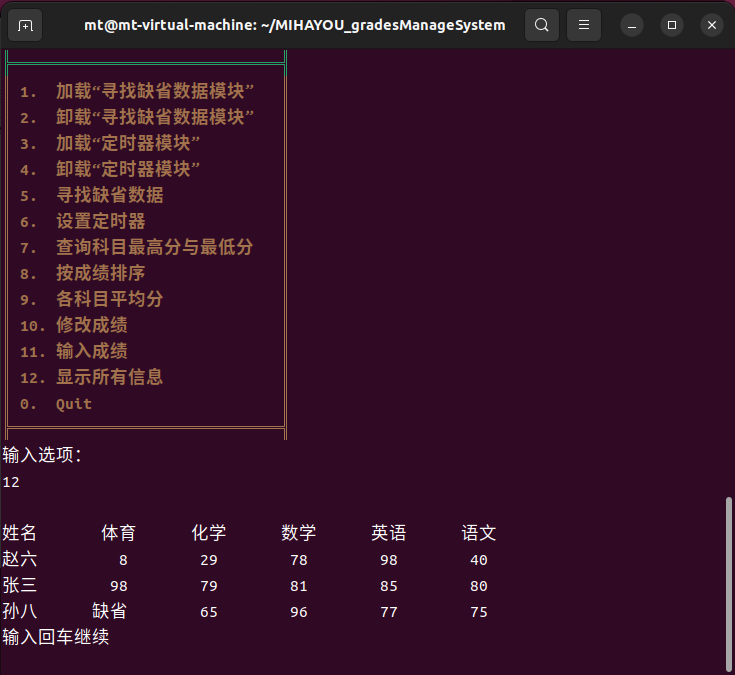 mt@mt-virtual-machine: ~/MIHAYOU_gradesManageSystem
1. 加载“寻找缺省数据模块”
2. 卸载“寻找缺省数据模块”
3. 加载“定时器模块”
4. 卸载“定时器模块”
5. 寻找缺省数据
6. 设置定时器
7. 查询科目最高分与最低分
8. 按成绩排序
9. 各科目平均分
10. 修改成绩
11. 输入成绩
12. 显示所有信息
0. Quit
输入选项:
12
姓名 体育 化学 数学 英语 语文
赵六 8 29 78 98 40
张三 98 79 81 85 80
孙八 缺省 65 96 77 75
输入回车继续